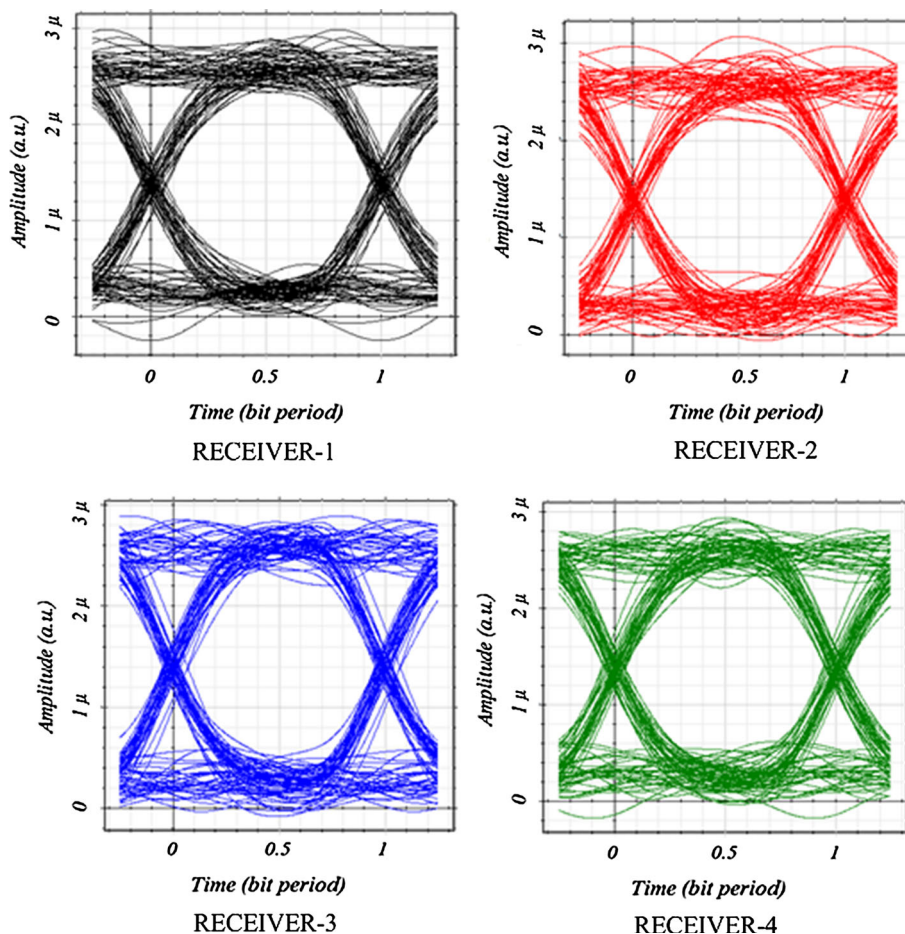 3 μ
2 μ
1 μ
0
Amplitude (a.u.)
0 0.5 1
Time (bit period)
RECEIVER-1
3 μ
2 μ
1 μ
0
Amplitude (a.u.)
0 0.5 1
Time (bit period)
RECEIVER-2
3 μ
2 μ
1 μ
0
Amplitude (a.u.)
0 0.5 1
Time (bit period)
RECEIVER-3
3 μ
2 μ
1 μ
0
Amplitude (a.u.)
0 0.5 1
Time (bit period)
RECEIVER-4